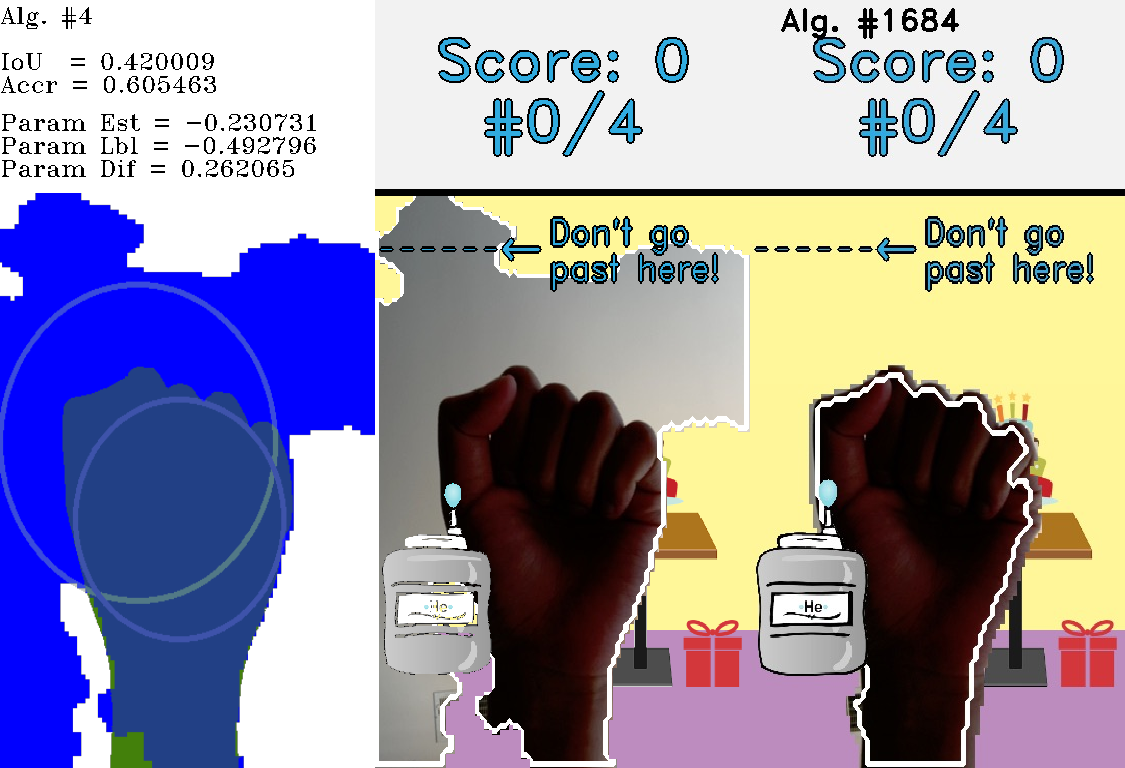 Alg. #4
IoU = 0.420009
Accr = 0.605463
Param Est = -0.230731
Param Lbl = -0.492796
Param Dif = 0.262065
Score: 0
#0/4
Don't go
past here!
Alg. #1684
Score: 0
#0/4
Don't go
past here!
He